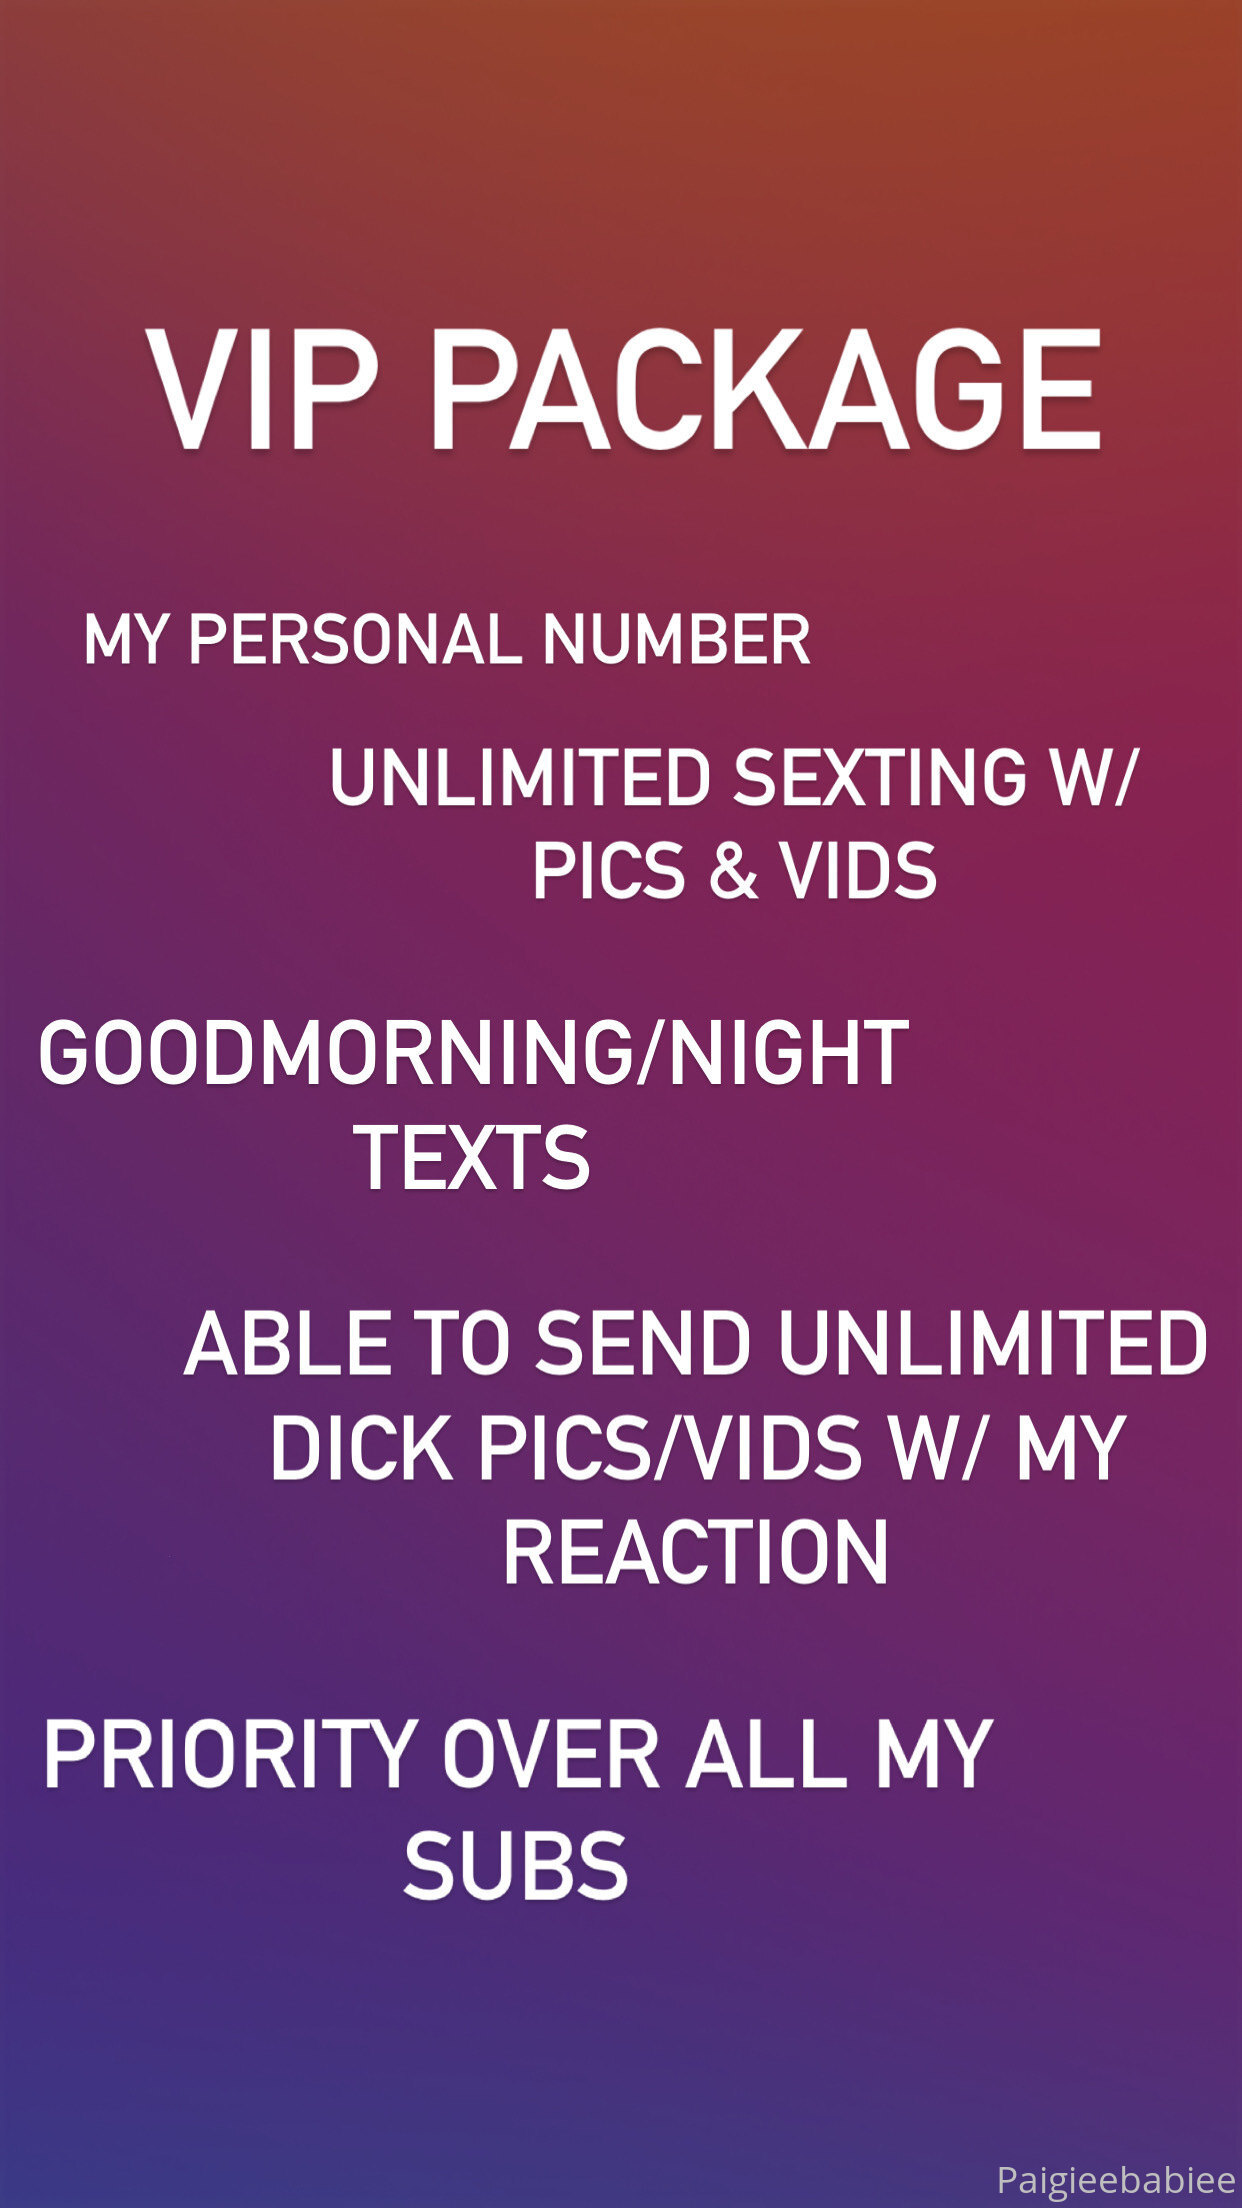 VIP PACKAGE
MY PERSONAL NUMBER
UNLIMITED SEXTING W/
PICS & VIDS
GOODMORNING/NIGHT
TEXTS
ABLE TO SEND UNLIMITED
DICK PICS/VIDS W/ MY
REACTION
PRIORITY OVER ALL MY
SUBS
Paigieebabiee